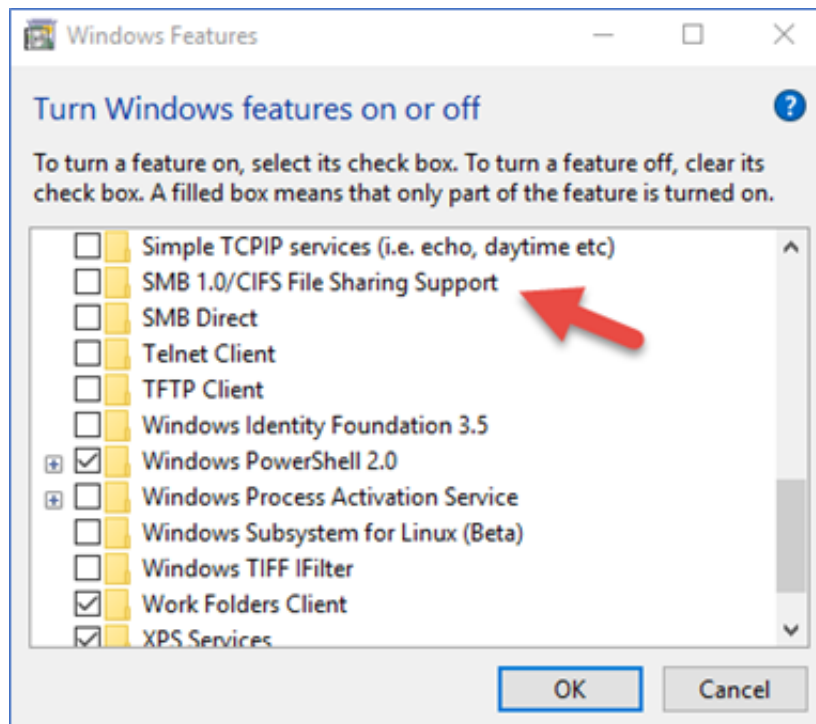 Windows Features
Turn Windows features on or off
?
To turn a feature on, select its check box. To turn a feature off, clear its
check box. A filled box means that only part of the feature is turned on.
Simple TCPIP services (i.e. echo, daytime etc)
SMB 1.0/CIFS File Sharing Support
SMB Direct
Telnet Client
TFTP Client
Windows Identity Foundation 3.5
Windows PowerShell 2.0
Windows Process Activation Service
Windows Subsystem for Linux (Beta)
Windows TIFF IFilter
Work Folders Client
XPS Services
OK
Cancel